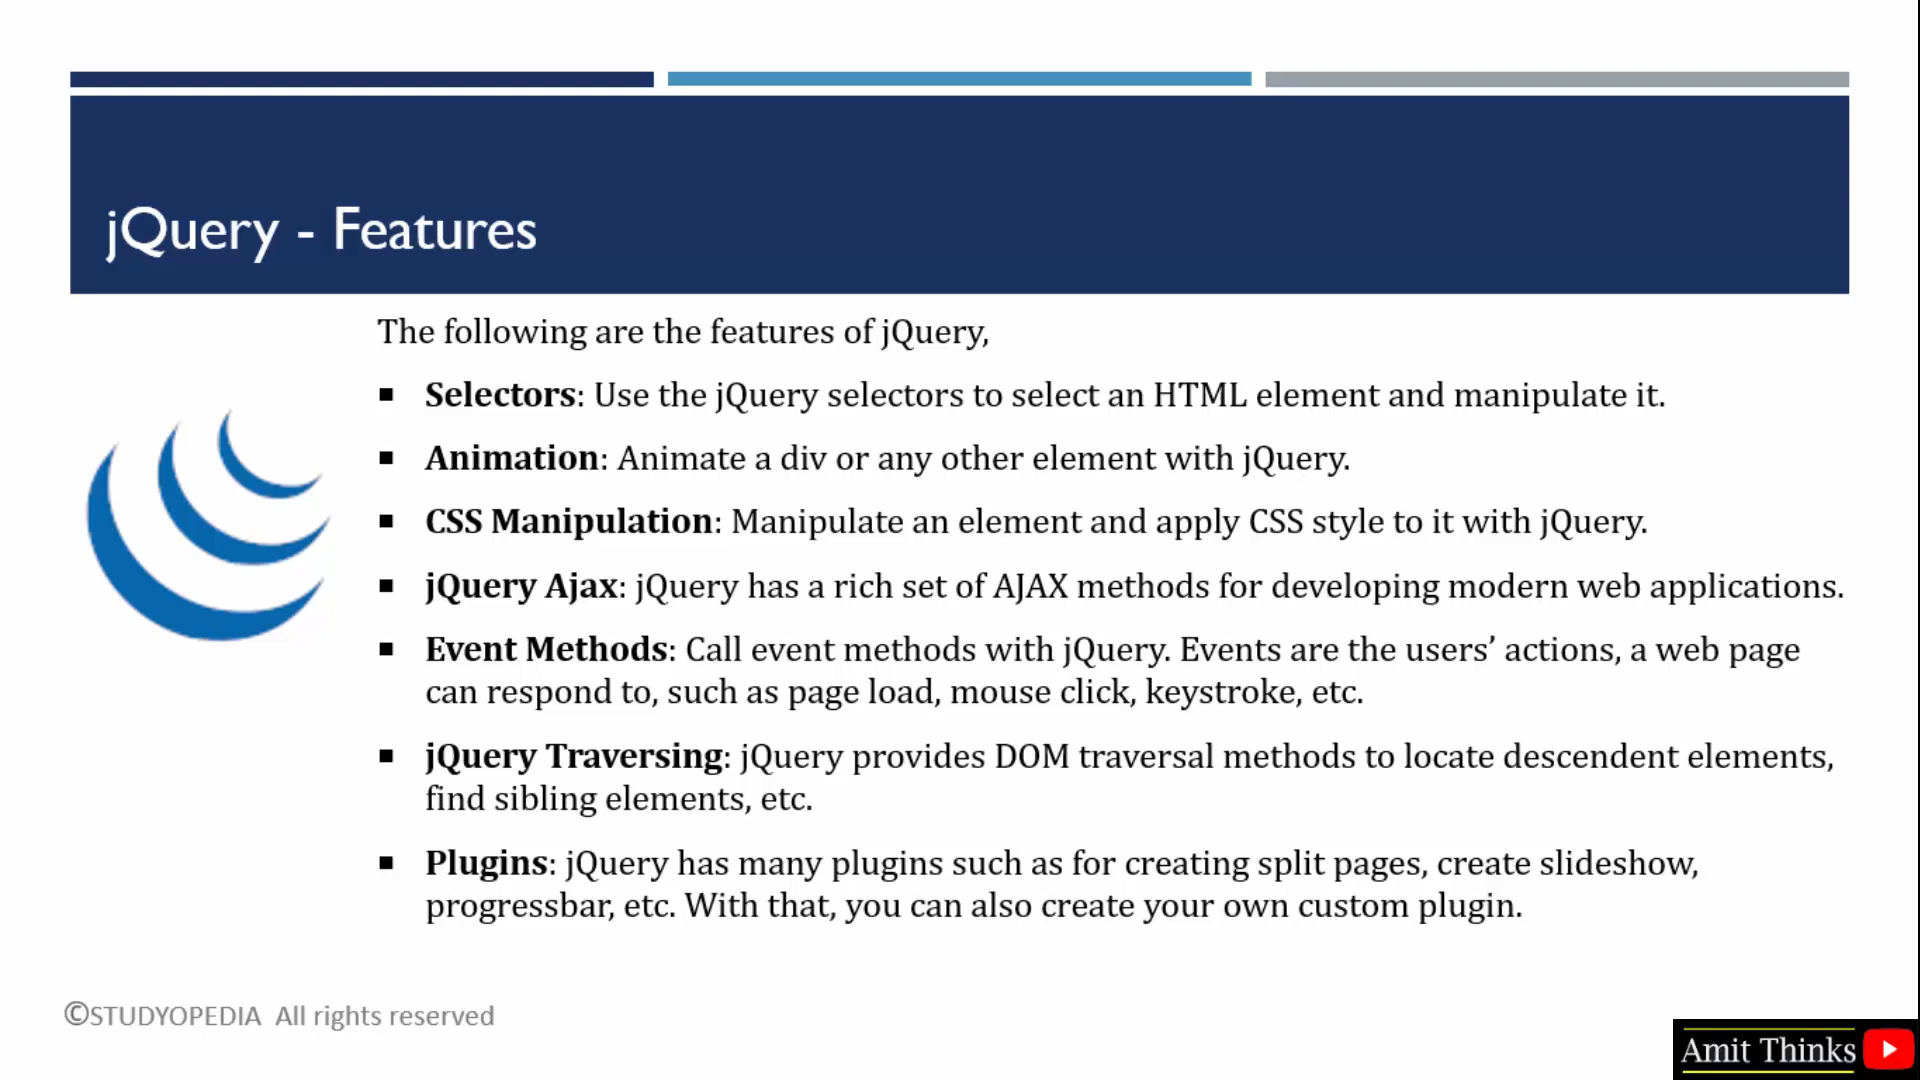 jQuery - Features
The following are the features of jQuery,
▪ Selectors: Use the jQuery selectors to select an HTML element and manipulate it.
▪ Animation: Animate a div or any other element with jQuery.
▪ CSS Manipulation: Manipulate an element and apply CSS style to it with jQuery.
▪ jQuery Ajax: jQuery has a rich set of AJAX methods for developing modern web applications.
▪ Event Methods: Call event methods with jQuery. Events are the users’ actions, a web page
can respond to, such as page load, mouse click, keystroke, etc.
▪ jQuery Traversing: jQuery provides DOM traversal methods to locate descendent elements,
find sibling elements, etc.
▪ Plugins: jQuery has many plugins such as for creating split pages, create slideshow,
progressbar, etc. With that, you can also create your own custom plugin.
©STUDYOPEDIA All rights reserved
Amit Thinks